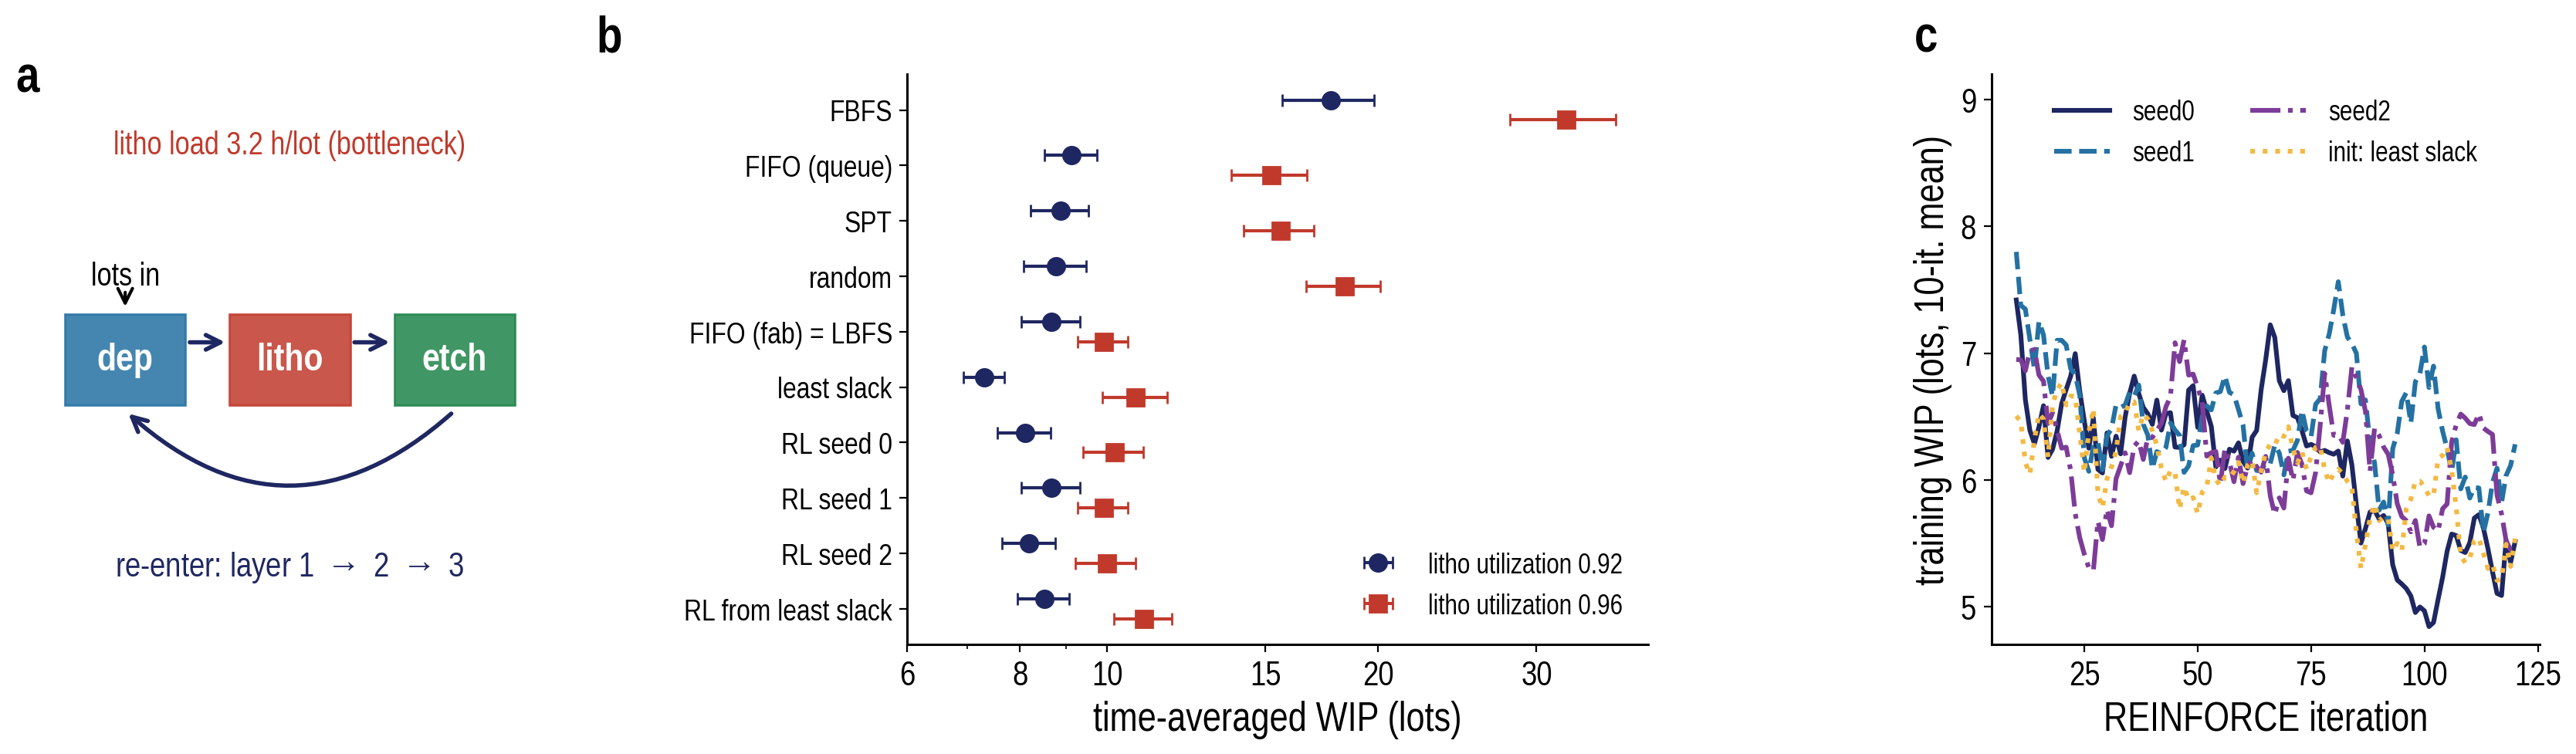 a
litho load 3.2 h/lot (bottleneck)
lots in
dep
litho
etch
re-enter: layer 1 → 2 → 3
b
FBFS
FIFO (queue)
SPT
random
FIFO (fab) = LBFS
least slack
RL seed 0
RL seed 1
RL seed 2
RL from least slack
litho utilization 0.92
litho utilization 0.96
6 8 10 15 20 30
time-averaged WIP (lots)
c
training WIP (lots, 10-it. mean)
9
8
7
6
5
seed0
seed1
seed2
init: least slack
25 50 75 100 125
REINFORCE iteration